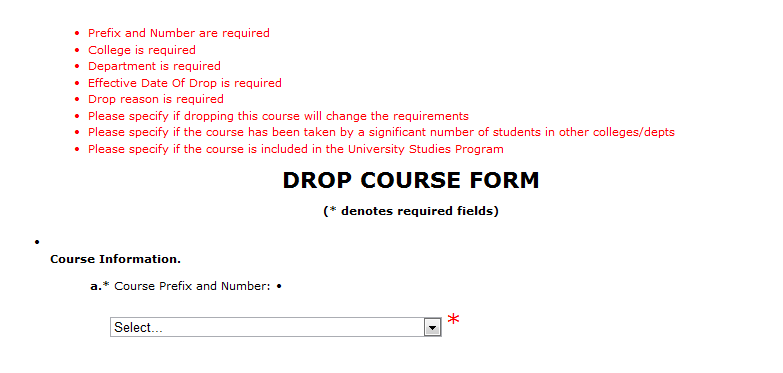 • Prefix and Number are required
• College is required
• Department is required
• Effective Date Of Drop is required
• Drop reason is required
• Please specify if dropping this course will change the requirements
• Please specify if the course has been taken by a significant number of students in other colleges/depts
• Please specify if the course is included in the University Studies Program
DROP COURSE FORM
(* denotes required fields)
•
Course Information.
a.* Course Prefix and Number: •
Select... *